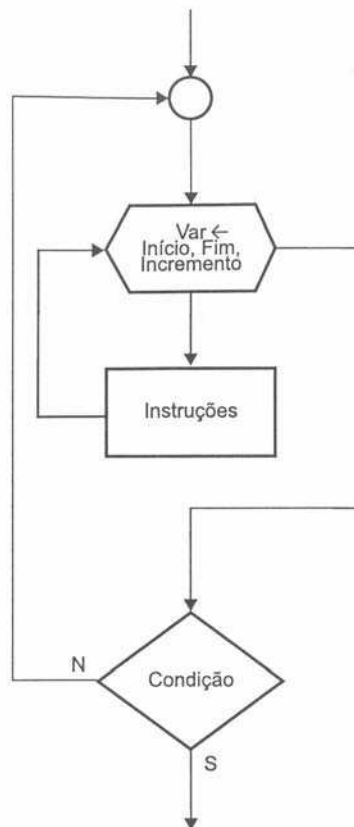 Var ←
Início, Fim,
Incremento
Instruções
N
Condição
S